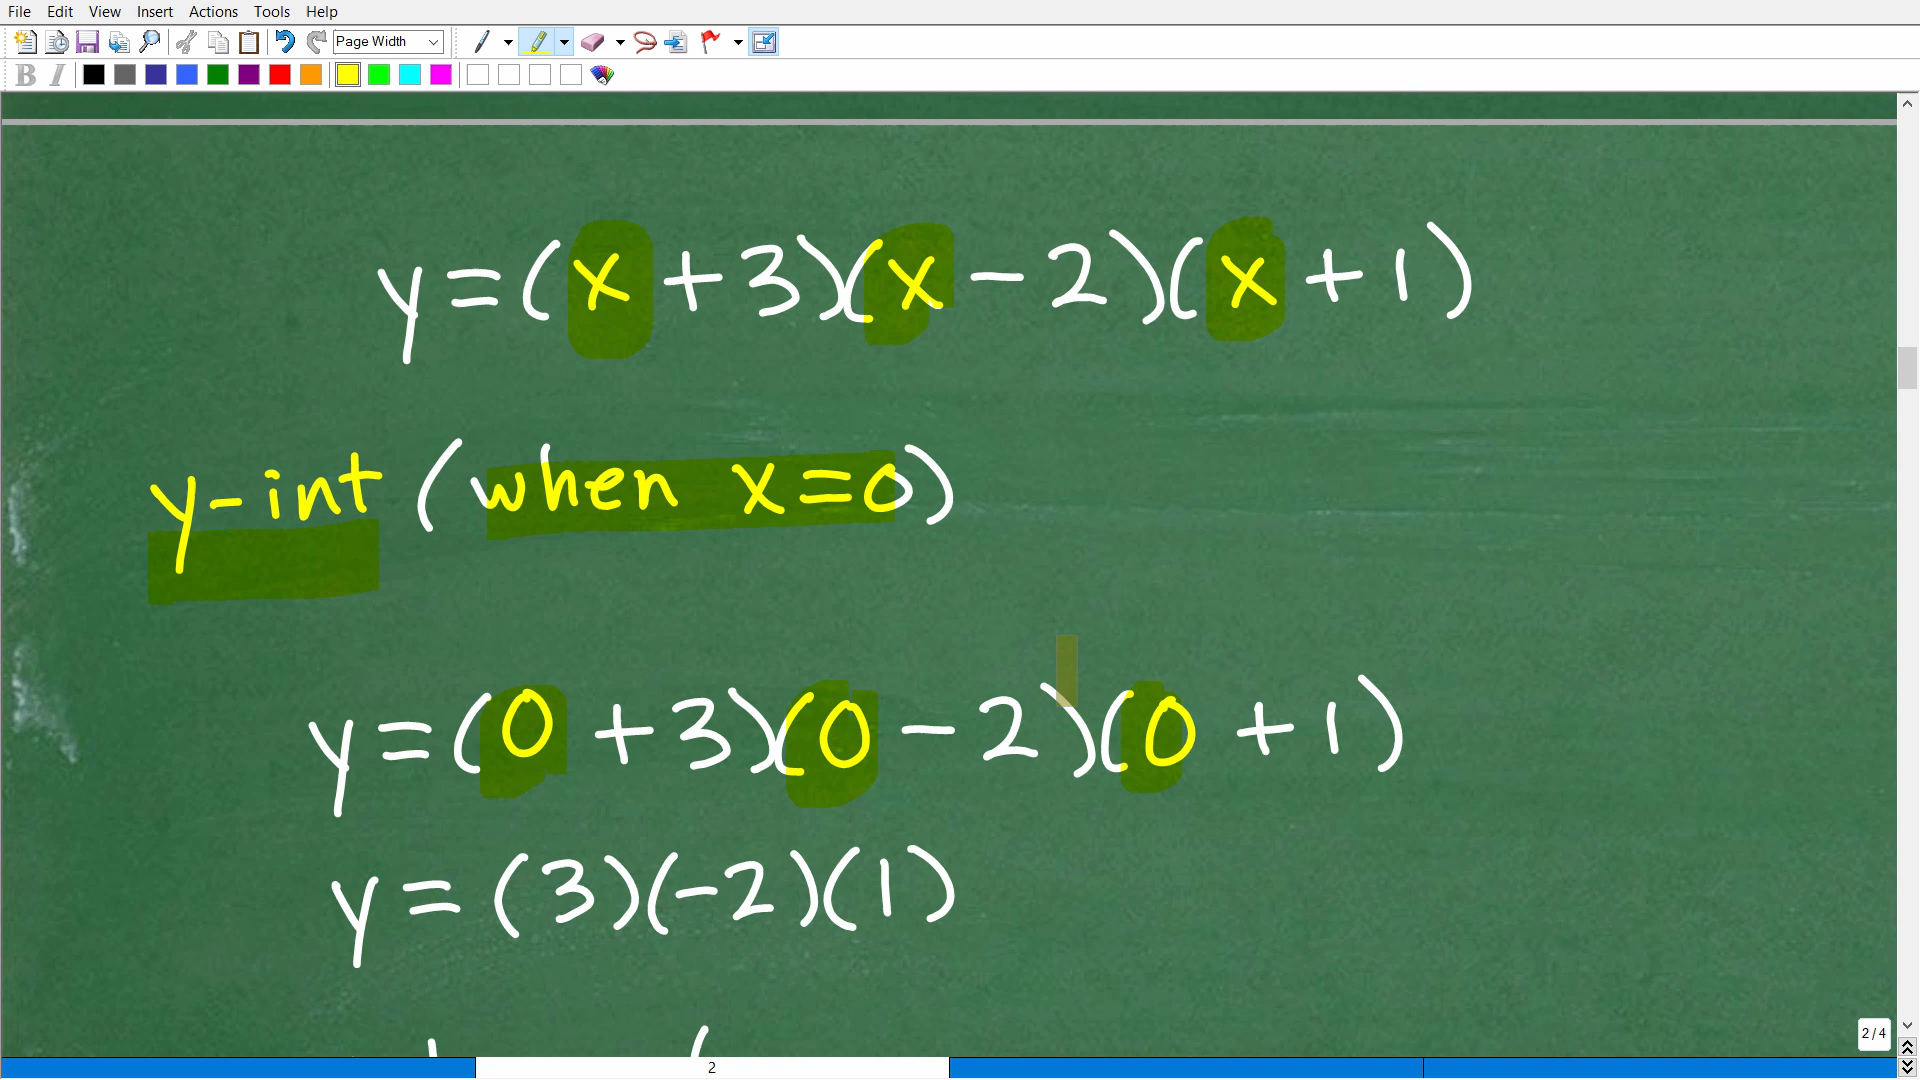 File Edit View Insert Actions Tools Help
Page Width
B I
y=(x+3)(x-2)(x+1)
y-int (when x=0)
y=(0+3)(0-2)(0+1)
y=(3)(-2)(1)
2 / 4
2